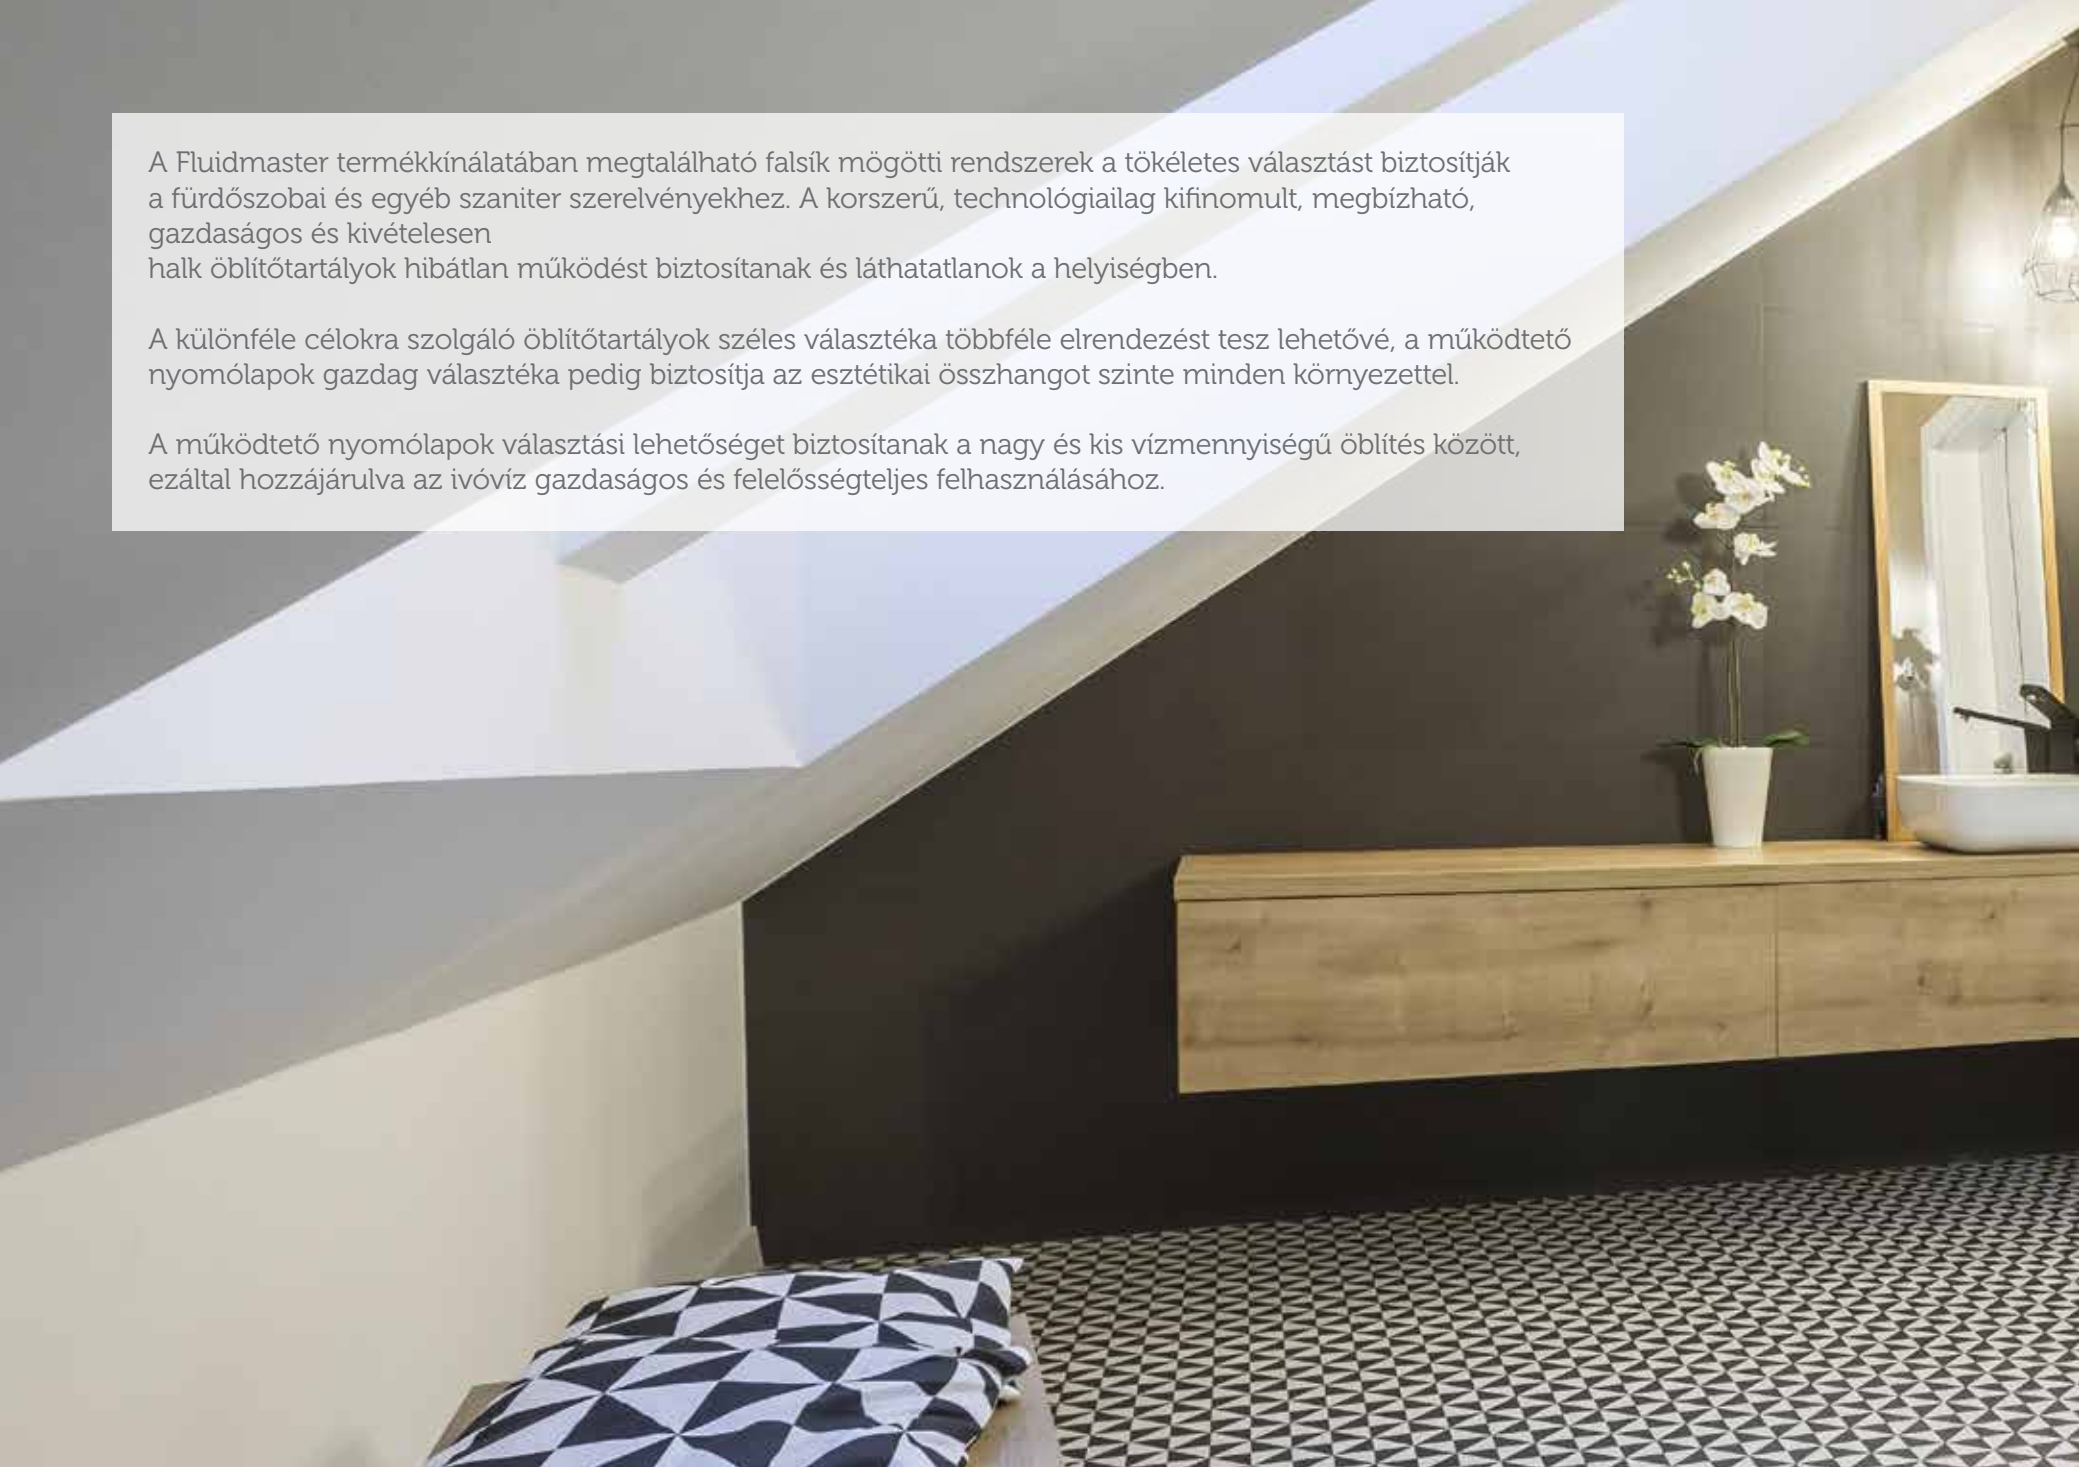 A Fluidmaster termékkínálatában megtalálható falsík mögötti rendszerek a tökéletes választást biztosítják
a fürdőszobai és egyéb szaniter szerelvényekhez. A korszerű, technológiailag kifinomult, megbízható,
gazdaságos és kivételesen
halk öblítőtartályok hibátlan működést biztosítanak és láthatatlanok a helyiségben.
A különféle célokra szolgáló öblítőtartályok széles választéka többféle elrendezést tesz lehetővé, a működtető
nyomólapok gazdag választéka pedig biztosítja az esztétikai összhangot szinte minden környezettel.
A működtető nyomólapok választási lehetőséget biztosítanak a nagy és kis vízmennyiségű öblítés között,
ezáltal hozzájárulva az ivóvíz gazdaságos és felelősségteljes felhasználásához.